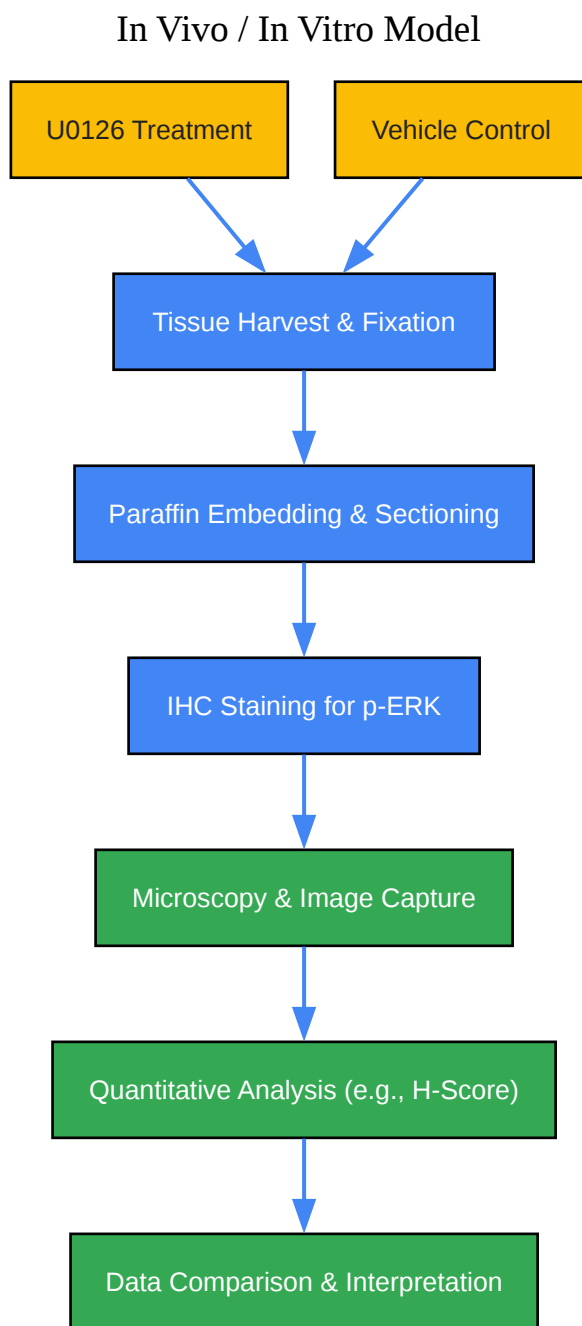 In Vivo / In Vitro Model
U0126 Treatment
Vehicle Control
Tissue Harvest & Fixation
Paraffin Embedding & Sectioning
IHC Staining for p-ERK
Microscopy & Image Capture
Quantitative Analysis (e.g., H-Score)
Data Comparison & Interpretation